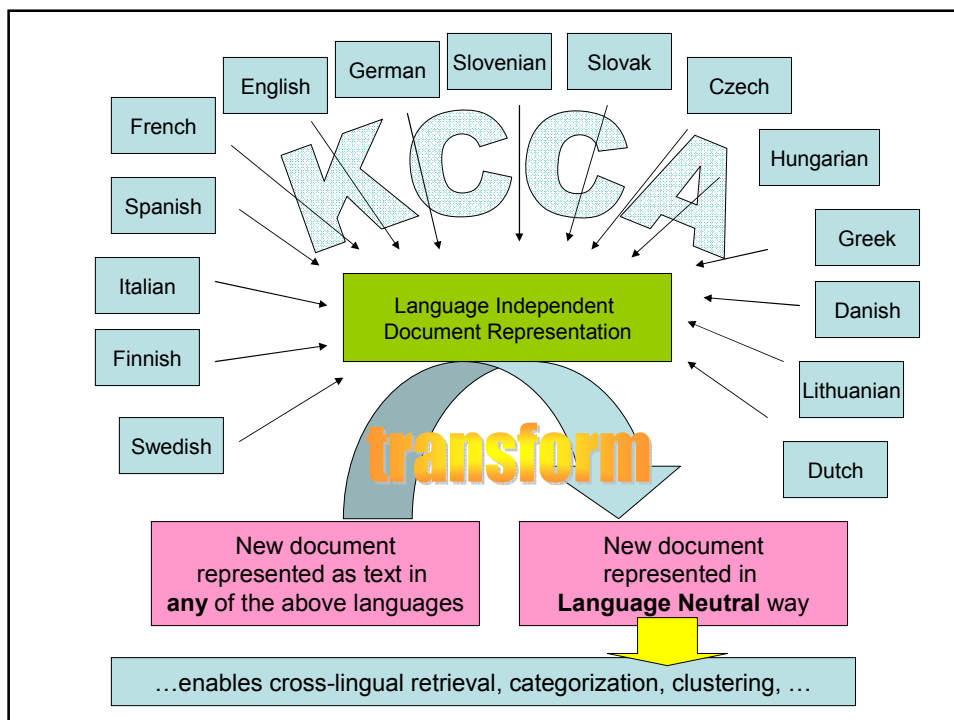 German
Slovenian
Slovak
English
Czech
French
KCCA
Hungarian
Spanish
Greek
Italian
Language Independent
Document Representation
Danish
Finnish
Lithuanian
Swedish
transform
Dutch
New document
represented as text in
any of the above languages
New document
represented in
Language Neutral way
…enables cross-lingual retrieval, categorization, clustering, …